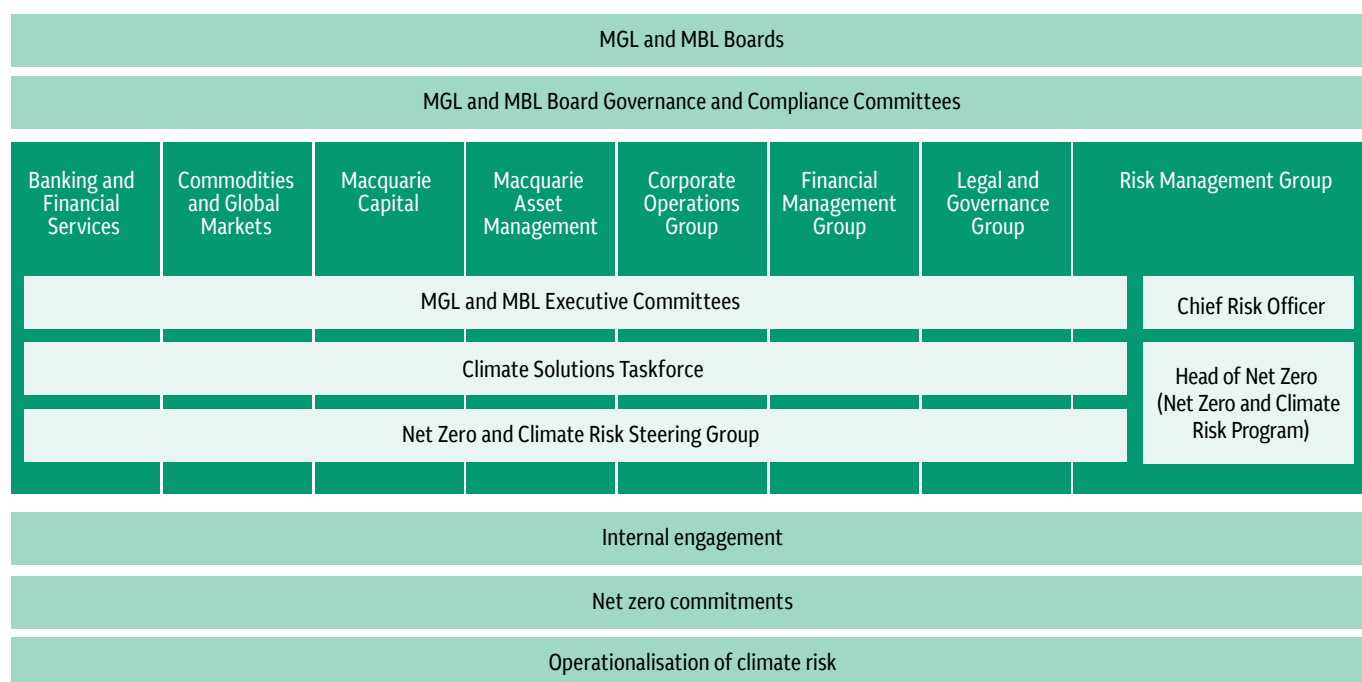 MGL and MBL Boards
MGL and MBL Board Governance and Compliance Committees
Banking and
Financial
Services
Commodities
and Global
Markets
Macquarie
Capital
Macquarie
Asset
Management
Corporate
Operations
Group
Financial
Management
Group
Legal and
Governance
Group
Risk Management Group
MGL and MBL Executive Committees
Chief Risk Officer
Climate Solutions Taskforce
Net Zero and Climate Risk Steering Group
Head of Net Zero
(Net Zero and Climate
Risk Program)
Internal engagement
Net zero commitments
Operationalisation of climate risk